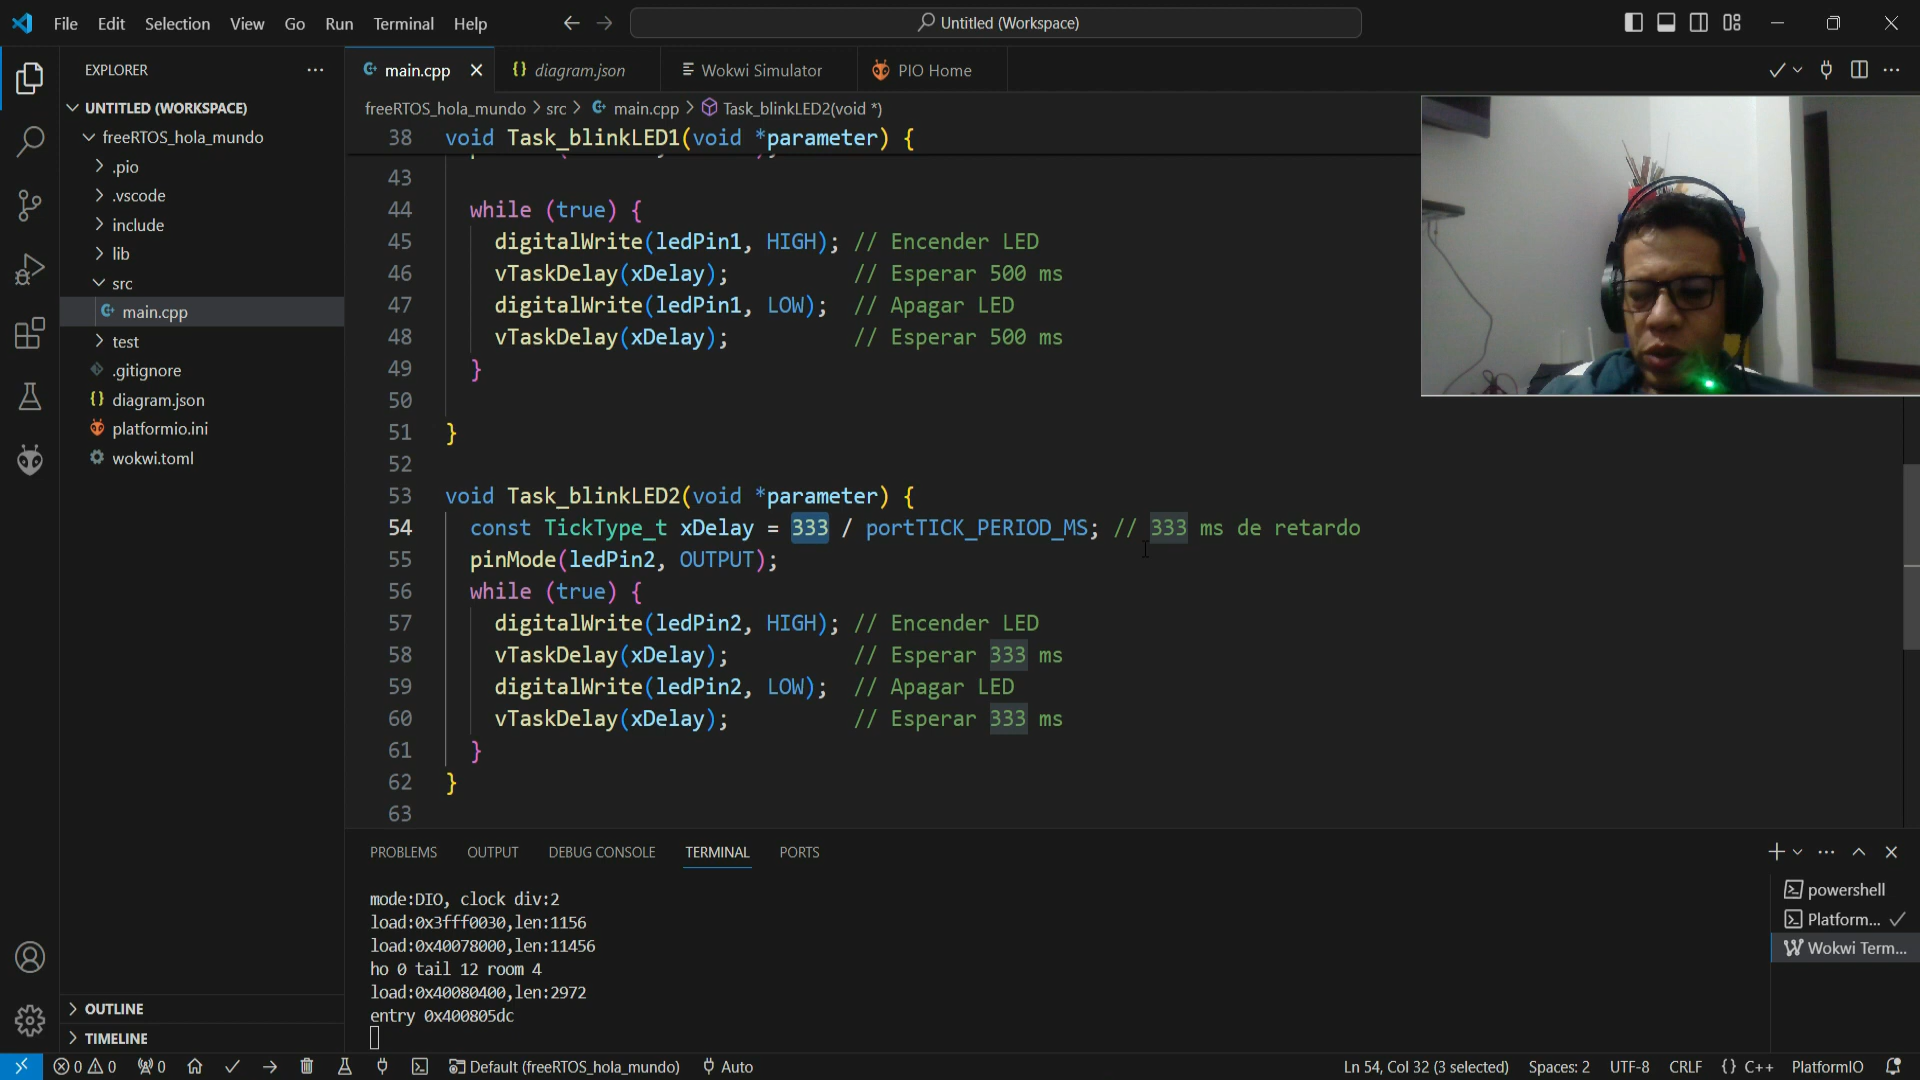 File Edit Selection View Go Run Terminal Help
Untitled (Workspace)
EXPLORER
main.cpp
diagram.json
Wokwi Simulator
PIO Home
UNTITLED (WORKSPACE)
freeRTOS_hola_mundo
.pio
.vscode
include
lib
src
main.cpp
test
.gitignore
diagram.json
platformio.ini
wokwi.toml
OUTLINE
TIMELINE
freeRTOS_hola_mundo > src > main.cpp > Task_blinkLED2(void *)
38 void Task_blinkLED1(void *parameter) {
43
44 while (true) {
45 digitalWrite(ledPin1, HIGH); // Encender LED
46 vTaskDelay(xDelay); // Esperar 500 ms
47 digitalWrite(ledPin1, LOW); // Apagar LED
48 vTaskDelay(xDelay); // Esperar 500 ms
49 }
50
51 }
52
53 void Task_blinkLED2(void *parameter) {
54 const TickType_t xDelay = 333 / portTICK_PERIOD_MS; // 333 ms de retardo
55 pinMode(ledPin2, OUTPUT);
56 while (true) {
57 digitalWrite(ledPin2, HIGH); // Encender LED
58 vTaskDelay(xDelay); // Esperar 333 ms
59 digitalWrite(ledPin2, LOW); // Apagar LED
60 vTaskDelay(xDelay); // Esperar 333 ms
61 }
62 }
63
PROBLEMS OUTPUT DEBUG CONSOLE TERMINAL PORTS
mode:DIO, clock div:2
load:0x3fff0030,len:1156
load:0x40078000,len:11456
ho 0 tail 12 room 4
load:0x40080400,len:2972
entry 0x400805dc
powershell
Platform...
Wokwi Term...
0 0 0 Default (freeRTOS_hola_mundo) Auto Ln 54, Col 32 (3 selected) Spaces: 2 UTF-8 CRLF {} C++ PlatformIO